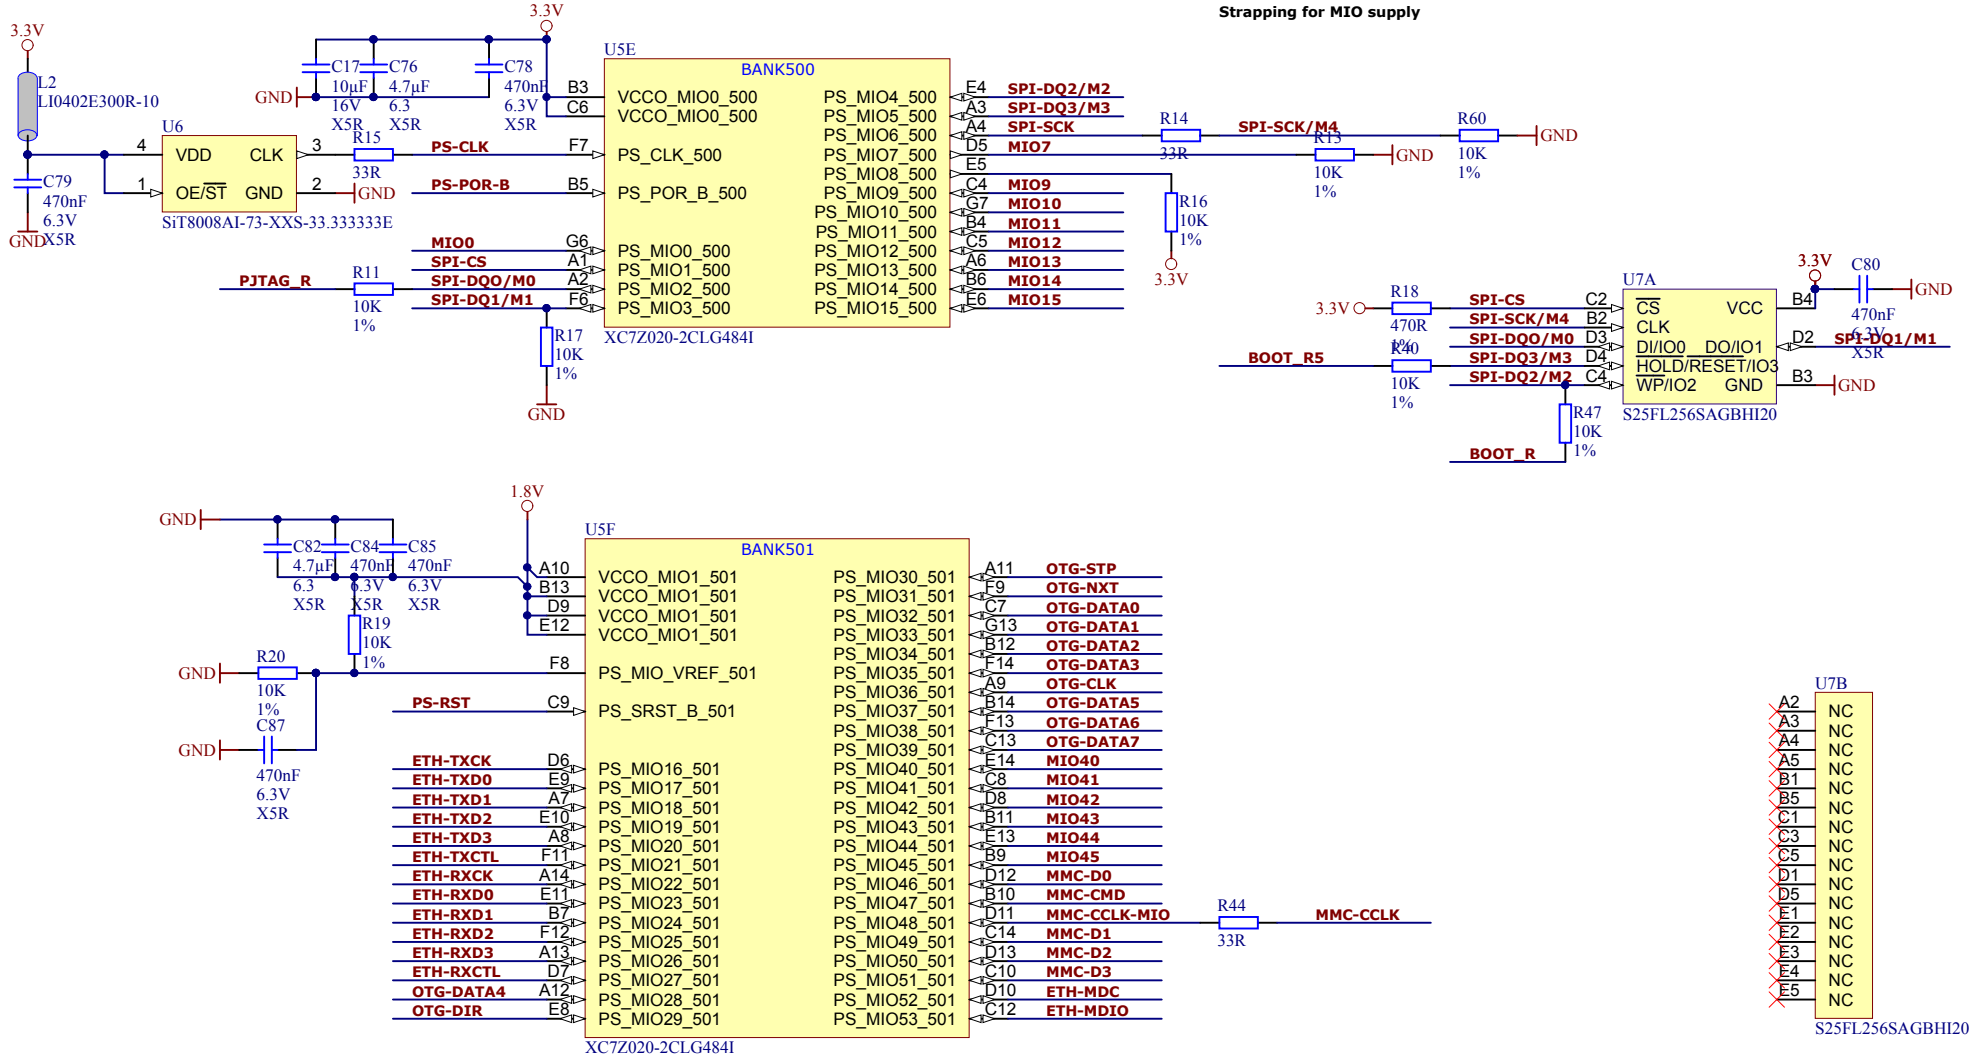 Strapping for MIO supply
3.3V
L2
LI0402E300R-10
C79
470nF
6.3V
X5R
GND
U6
4 VDD CLK 3
1 OE/ST GND 2
SiT8008AI-73-XXS-33.333333E
R15
33R
GND
3.3V
C17
10µF
16V
X5R
C76
4.7µF
6.3
X5R
C78
470nF
6.3V
X5R
GND
PS-CLK
PS-POR-B
MIO0
SPI-CS
SPI-DQO/M0
SPI-DQ1/M1
PJTAG_R
R11
10K
1%
R17
10K
1%
GND
U5E
BANK500
B3 VCCO_MIO0_500
C6 VCCO_MIO0_500
F7 PS_CLK_500
B5 PS_POR_B_500
G6 PS_MIO0_500
A1 PS_MIO1_500
A2 PS_MIO2_500
F6 PS_MIO3_500
PS_MIO4_500 E4 SPI-DQ2/M2
PS_MIO5_500 A3 SPI-DQ3/M3
PS_MIO6_500 A4 SPI-SCK
PS_MIO7_500 D5 MIO7
PS_MIO8_500 E5
PS_MIO9_500 C4 MIO9
PS_MIO10_500 G7 MIO10
PS_MIO11_500 B4 MIO11
PS_MIO12_500 C5 MIO12
PS_MIO13_500 A6 MIO13
PS_MIO14_500 B6 MIO14
PS_MIO15_500 E6 MIO15
XC7Z020-2CLG484I
R14
33R
SPI-SCK/M4
R60
10K
1%
GND
R13
10K
1%
GND
R16
10K
1%
3.3V
3.3V
R18
470R
1%
BOOT_R5
R40
10K
1%
SPI-CS
SPI-SCK/M4
SPI-DQO/M0
SPI-DQ3/M3
SPI-DQ2/M2
R47
10K
1%
BOOT_R
U7A
C2 CS VCC B4
B2 CLK
D3 DI/IO0 DO/IO1 D2
D4 HOLD/RESET/IO3
C4 WP/IO2 GND B3
S25FL256SAGBHI20
3.3V
C80
470nF
6.3V
X5R
GND
SPI-DQ1/M1
GND
1.8V
GND
C82
4.7µF
6.3
X5R
C84
470nF
6.3V
X5R
C85
470nF
6.3V
X5R
R19
10K
1%
GND
R20
10K
1%
GND
C87
470nF
6.3V
X5R
U5F
BANK501
A10 VCCO_MIO1_501
B13 VCCO_MIO1_501
D9 VCCO_MIO1_501
E12 VCCO_MIO1_501
F8 PS_MIO_VREF_501
PS-RST C9 PS_SRST_B_501
ETH-TXCK D6 PS_MIO16_501
ETH-TXD0 E9 PS_MIO17_501
ETH-TXD1 A7 PS_MIO18_501
ETH-TXD2 E10 PS_MIO19_501
ETH-TXD3 A8 PS_MIO20_501
ETH-TXCTL F11 PS_MIO21_501
ETH-RXCK A14 PS_MIO22_501
ETH-RXD0 E11 PS_MIO23_501
ETH-RXD1 B7 PS_MIO24_501
ETH-RXD2 F12 PS_MIO25_501
ETH-RXD3 A13 PS_MIO26_501
ETH-RXCTL D7 PS_MIO27_501
OTG-DATA4 A12 PS_MIO28_501
OTG-DIR E8 PS_MIO29_501
PS_MIO30_501 A11 OTG-STP
PS_MIO31_501 F9 OTG-NXT
PS_MIO32_501 C7 OTG-DATA0
PS_MIO33_501 G13 OTG-DATA1
PS_MIO34_501 B12 OTG-DATA2
PS_MIO35_501 F14 OTG-DATA3
PS_MIO36_501 A9 OTG-CLK
PS_MIO37_501 B14 OTG-DATA5
PS_MIO38_501 F13 OTG-DATA6
PS_MIO39_501 C13 OTG-DATA7
PS_MIO40_501 E14 MIO40
PS_MIO41_501 C8 MIO41
PS_MIO42_501 D8 MIO42
PS_MIO43_501 B11 MIO43
PS_MIO44_501 E13 MIO44
PS_MIO45_501 B9 MIO45
PS_MIO46_501 D12 MMC-D0
PS_MIO47_501 B10 MMC-CMD
PS_MIO48_501 D11 MMC-CCLK-MIO
PS_MIO49_501 C14 MMC-D1
PS_MIO50_501 D13 MMC-D2
PS_MIO51_501 C10 MMC-D3
PS_MIO52_501 D10 ETH-MDC
PS_MIO53_501 C12 ETH-MDIO
XC7Z020-2CLG484I
R44
33R
MMC-CCLK
U7B
A2 NC
A3 NC
A4 NC
A5 NC
B1 NC
B5 NC
C1 NC
C3 NC
C5 NC
D1 NC
D5 NC
E1 NC
E2 NC
E3 NC
E4 NC
E5 NC
S25FL256SAGBHI20